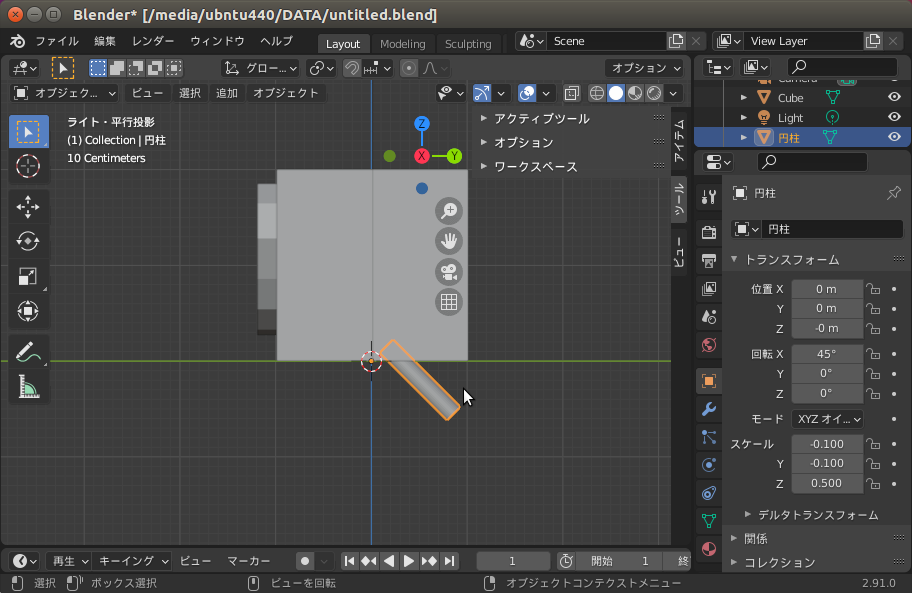 Blender* [/media/ubntu440/DATA/untitled.blend]
ファイル 編集 レンダー ウィンドウ ヘルプ Layout Modeling Sculpting Scene View Layer
グロー... オプション
オブジェク... ビュー 選択 追加 オブジェクト
Cube
Light
円柱
ライト・平行投影
(1) Collection | 円柱
10 Centimeters
Z
X Y
アクティブツール
オプション
ワークスペース
アイテム
ツール
ビュー
円柱
円柱
トランスフォーム
位置 X 0 m
Y 0 m
Z -0 m
回転 X 45°
Y 0°
Z 0°
モード XYZ オイ...
スケール -0.100
Y -0.100
Z 0.500
デルタトランスフォーム
関係
コレクション
再生 キーイング ビュー マーカー 1 開始 1 終
選択 ボックス選択 ビューを回転 オブジェクトコンテクストメニュー 2.91.0